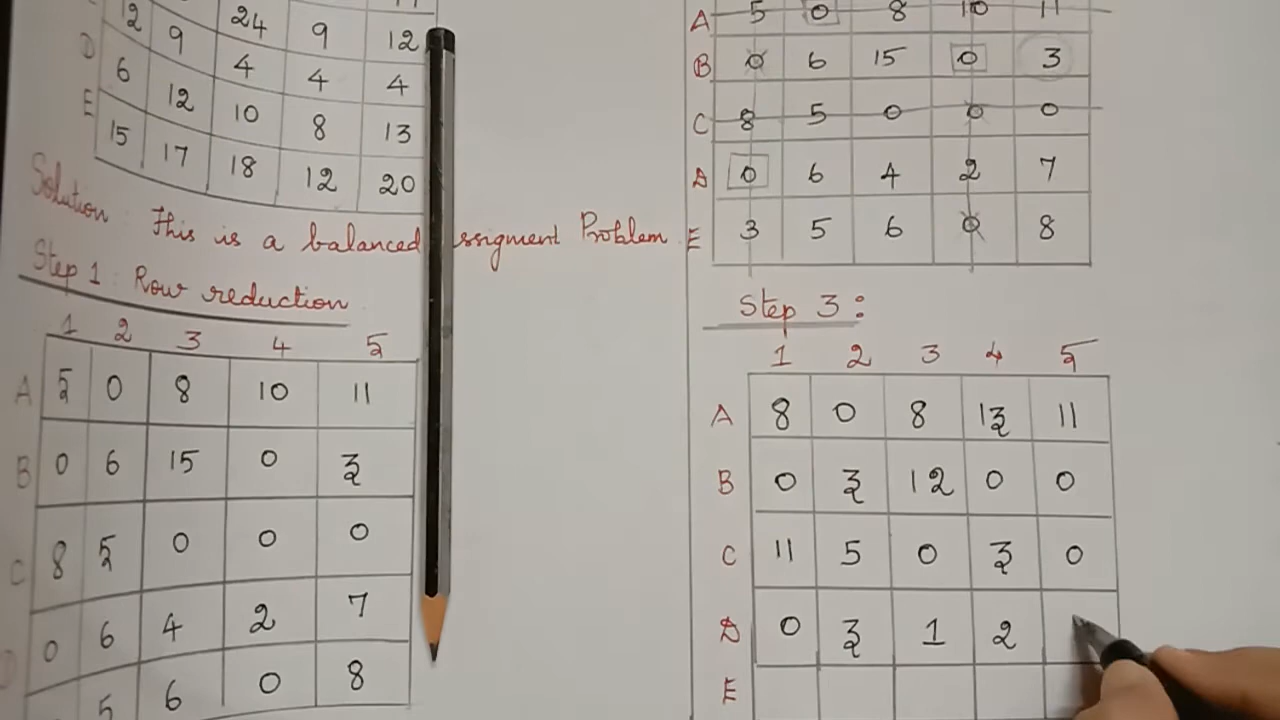 12 24 9 12
D 9 4 4 4
6 12 10 8 13
E 15 17 18 12 20
Solution : This is a balanced ssigment Problem
Step 1 : Row reduction
1 2 3 4 5
A 5 0 8 10 11
B 0 6 15 0 3
C 8 5 0 0 0
0 6 4 2 7
5 6 0 8
A 5 0 8 10 11
B 0 6 15 0 3
C 8 5 0 0 0
D 0 6 4 2 7
E 3 5 6 0 8
Step 3 :
1 2 3 4 5
A 8 0 8 13 11
B 0 3 12 0 0
C 11 5 0 3 0
D 0 3 1 2
E